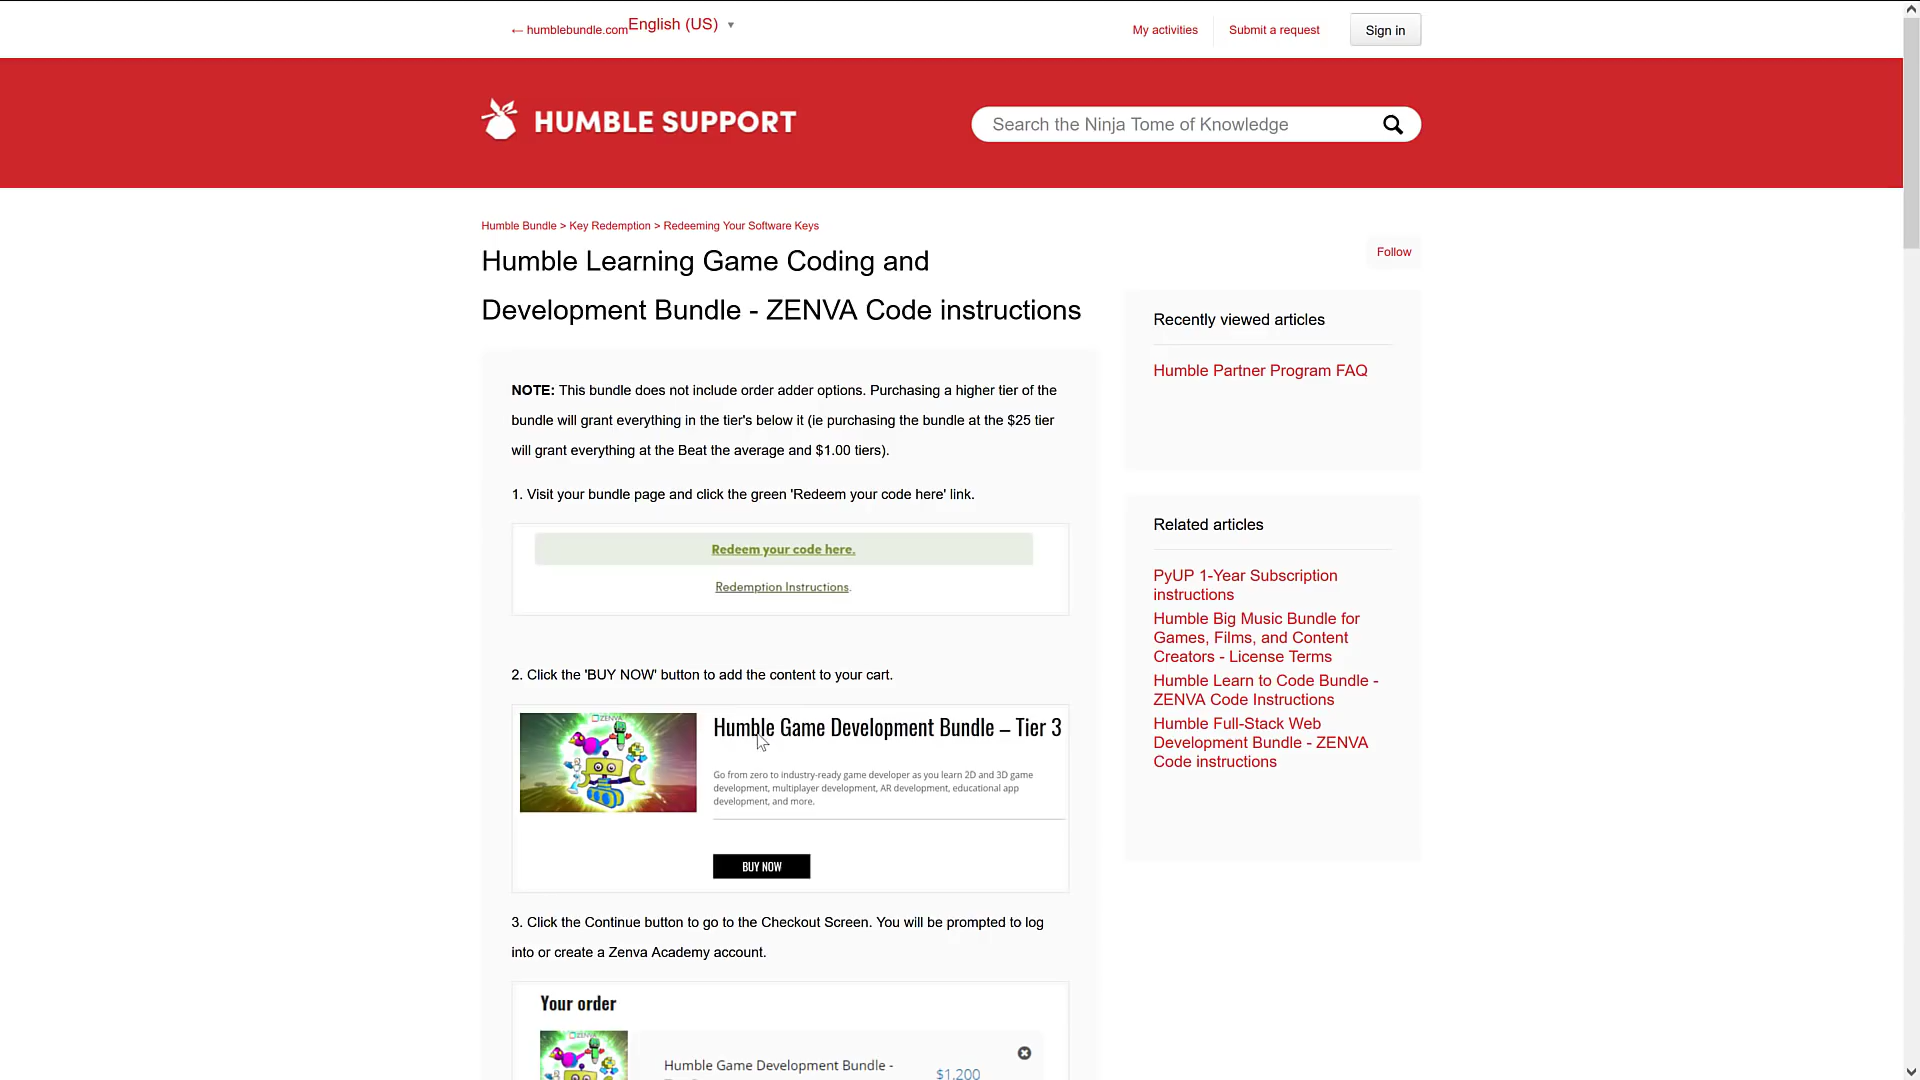 ← humblebundle.com
English (US) ▼
My activities
Submit a request
Sign in
HUMBLE SUPPORT
Search the Ninja Tome of Knowledge
Humble Bundle > Key Redemption > Redeeming Your Software Keys
Humble Learning Game Coding and
Development Bundle - ZENVA Code instructions
Follow
NOTE: This bundle does not include order adder options. Purchasing a higher tier of the
bundle will grant everything in the tier's below it (ie purchasing the bundle at the $25 tier
will grant everything at the Beat the average and $1.00 tiers).
1. Visit your bundle page and click the green 'Redeem your code here' link.
Redeem your code here.
Redemption Instructions.
2. Click the 'BUY NOW' button to add the content to your cart.
ZENVA
Humble Game Development Bundle – Tier 3
Go from zero to industry-ready game developer as you learn 2D and 3D game
development, multiplayer development, AR development, educational app
development, and more.
BUY NOW
3. Click the Continue button to go to the Checkout Screen. You will be prompted to log
into or create a Zenva Academy account.
Your order
ZENVA
Humble Game Development Bundle -
$1,200
Recently viewed articles
Humble Partner Program FAQ
Related articles
PyUP 1-Year Subscription
instructions
Humble Big Music Bundle for
Games, Films, and Content
Creators - License Terms
Humble Learn to Code Bundle -
ZENVA Code Instructions
Humble Full-Stack Web
Development Bundle - ZENVA
Code instructions